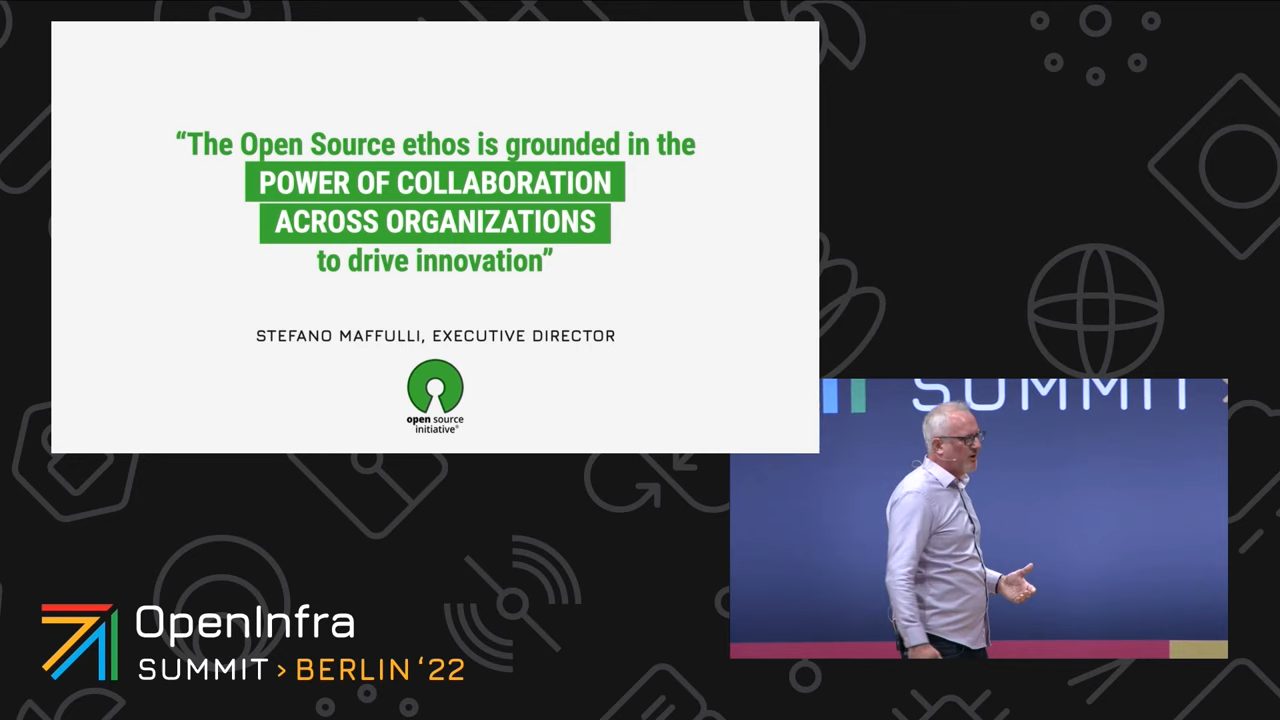 “The Open Source ethos is grounded in the
POWER OF COLLABORATION
ACROSS ORGANIZATIONS
to drive innovation”
STEFANO MAFFULLI, EXECUTIVE DIRECTOR
open source
initiative®
SUMMIT
OpenInfra
SUMMIT > BERLIN ‘22